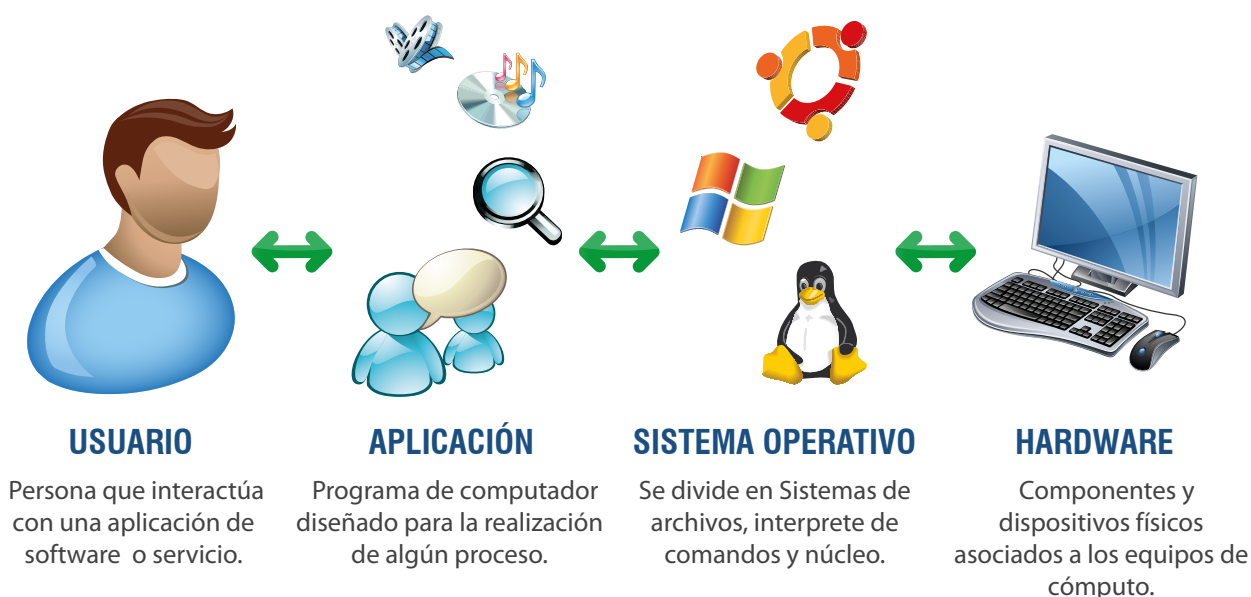 USUARIO
Persona que interactúa
con una aplicación de
software o servicio.
APLICACIÓN
Programa de computador
diseñado para la realización
de algún proceso.
SISTEMA OPERATIVO
Se divide en Sistemas de
archivos, interprete de
comandos y núcleo.
HARDWARE
Componentes y
dispositivos físicos
asociados a los equipos de
cómputo.